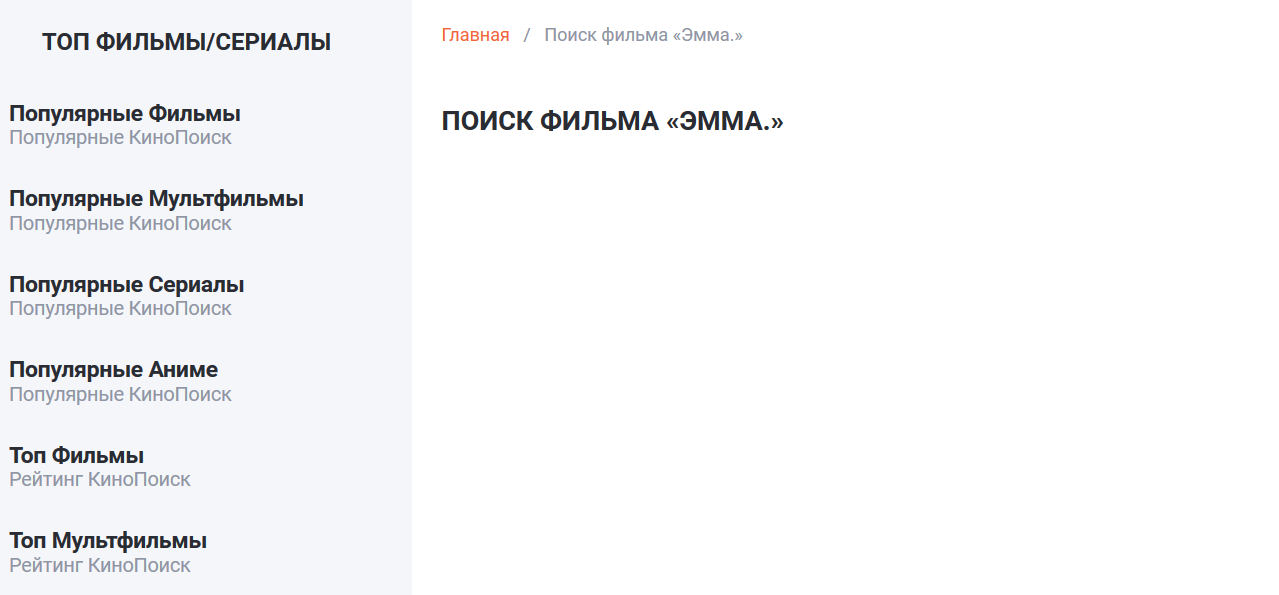 ТОП ФИЛЬМЫ/СЕРИАЛЫ
Популярные Фильмы
Популярные КиноПоиск
Популярные Мультфильмы
Популярные КиноПоиск
Популярные Сериалы
Популярные КиноПоиск
Популярные Аниме
Популярные КиноПоиск
Топ Фильмы
Рейтинг КиноПоиск
Топ Мультфильмы
Рейтинг КиноПоиск
Главная / Поиск фильма «Эмма.»
ПОИСК ФИЛЬМА «ЭММА.»